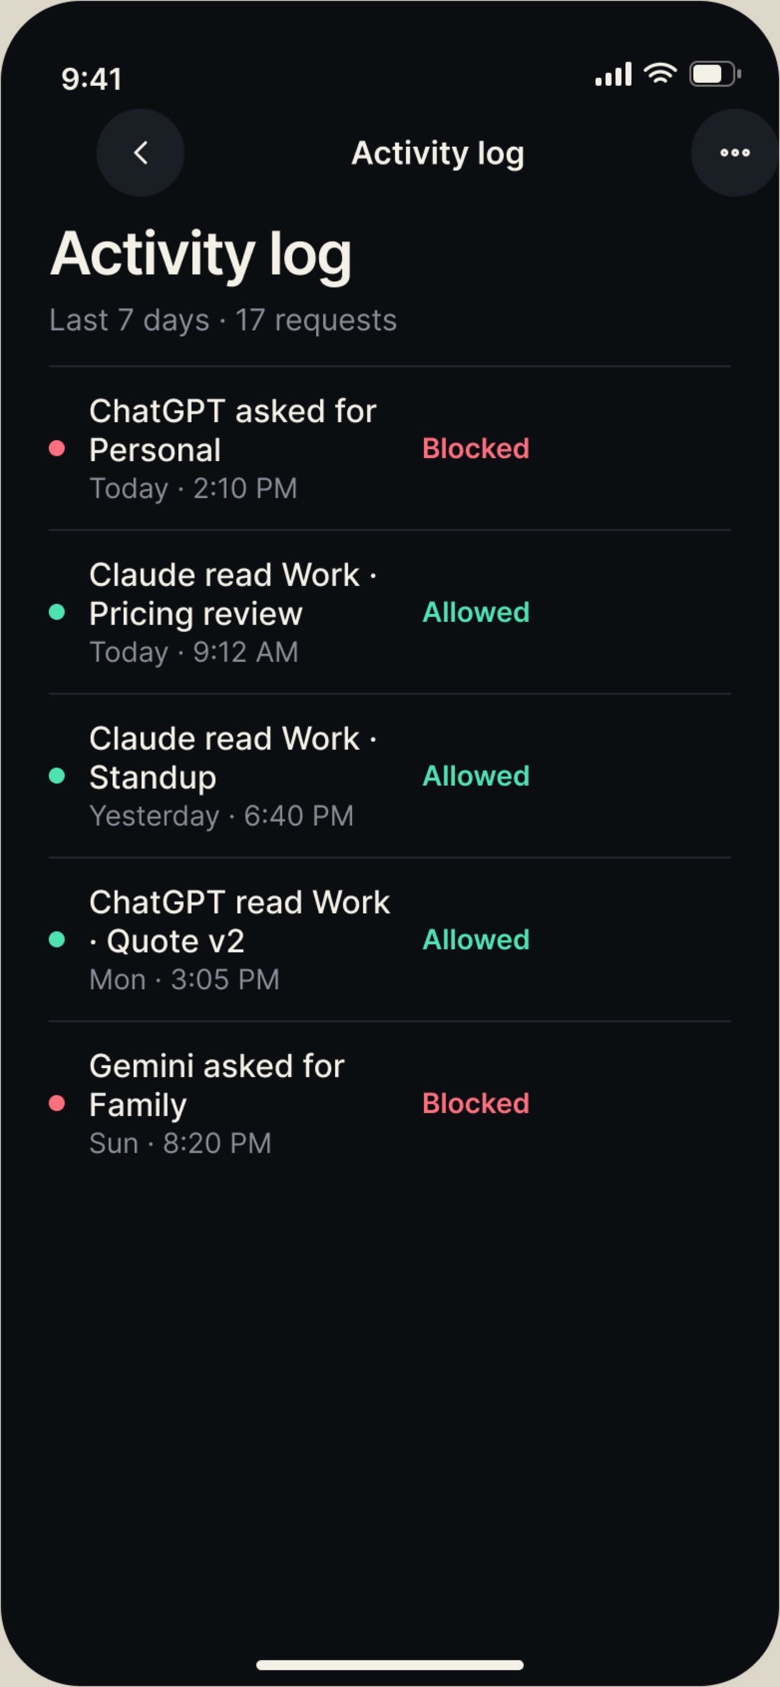 9:41
Activity log
Activity log
Last 7 days · 17 requests
ChatGPT asked for
Personal
Blocked
Today · 2:10 PM
Claude read Work ·
Pricing review
Allowed
Today · 9:12 AM
Claude read Work ·
Standup
Allowed
Yesterday · 6:40 PM
ChatGPT read Work
· Quote v2
Allowed
Mon · 3:05 PM
Gemini asked for
Family
Blocked
Sun · 8:20 PM